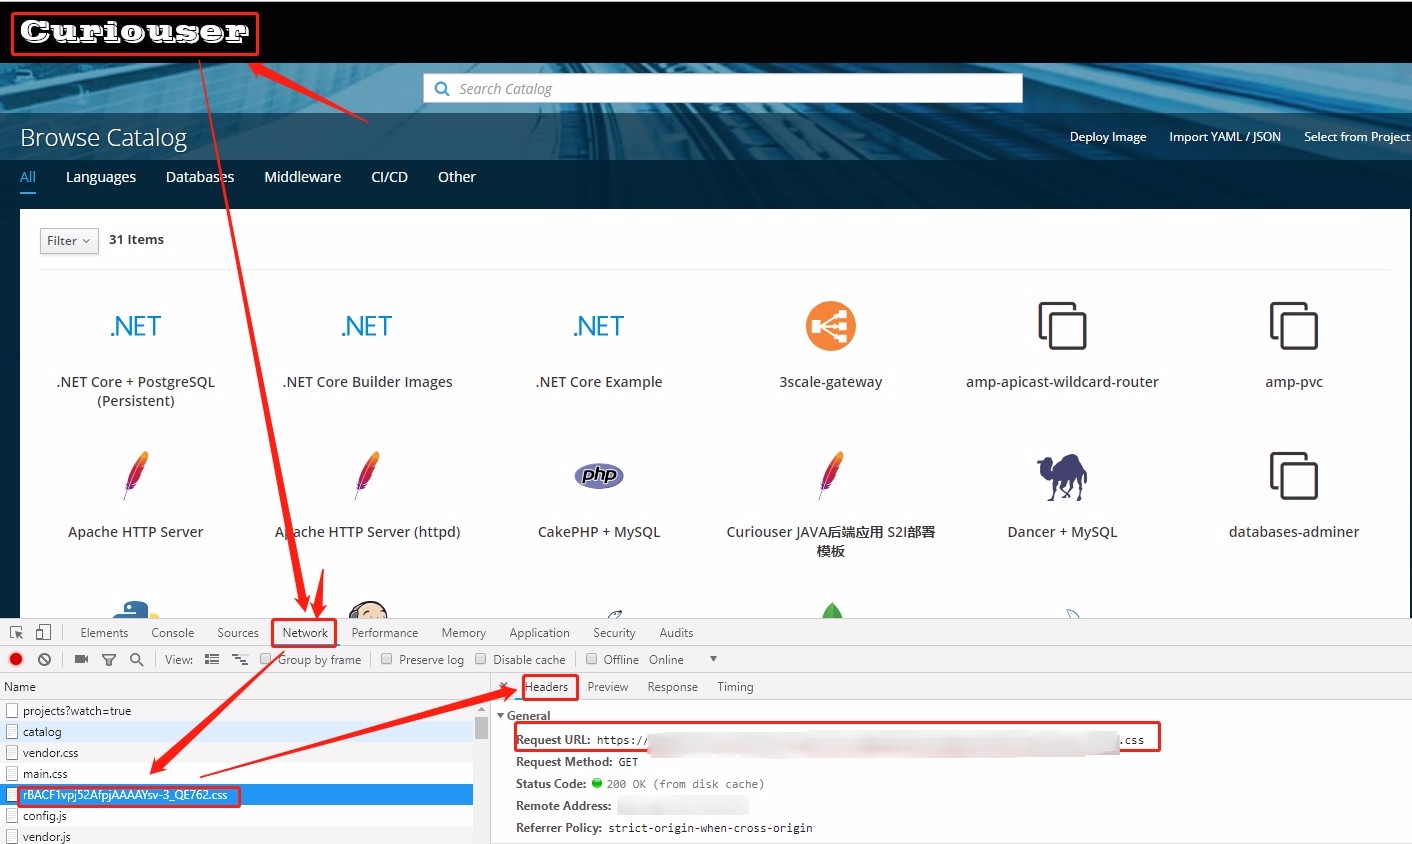 Curiouser
Search Catalog
Browse Catalog
Deploy Image Import YAML / JSON Select from Project
All Languages Databases Middleware CI/CD Other
Filter 31 Items
.NET .NET .NET
.NET Core + PostgreSQL (Persistent)
.NET Core Builder Images
.NET Core Example
3scale-gateway
amp-apicast-wildcard-router
amp-pvc
php
Apache HTTP Server
Apache HTTP Server (httpd)
CakePHP + MySQL
Curiouser JAVA后端应用 S2I部署
模板
Dancer + MySQL
databases-adminer
Elements Console Sources Network Performance Memory Application Security Audits
View: Group by frame Preserve log Disable cache Offline Online
Name
projects?watch=true
catalog
vendor.css
main.css
rBACF1vpj52AfpjAAAAYsv-3_QE762.css
config.js
vendor.js
Headers Preview Response Timing
General
Request URL: https:// .css
Request Method: GET
Status Code: 200 OK (from disk cache)
Remote Address:
Referrer Policy: strict-origin-when-cross-origin